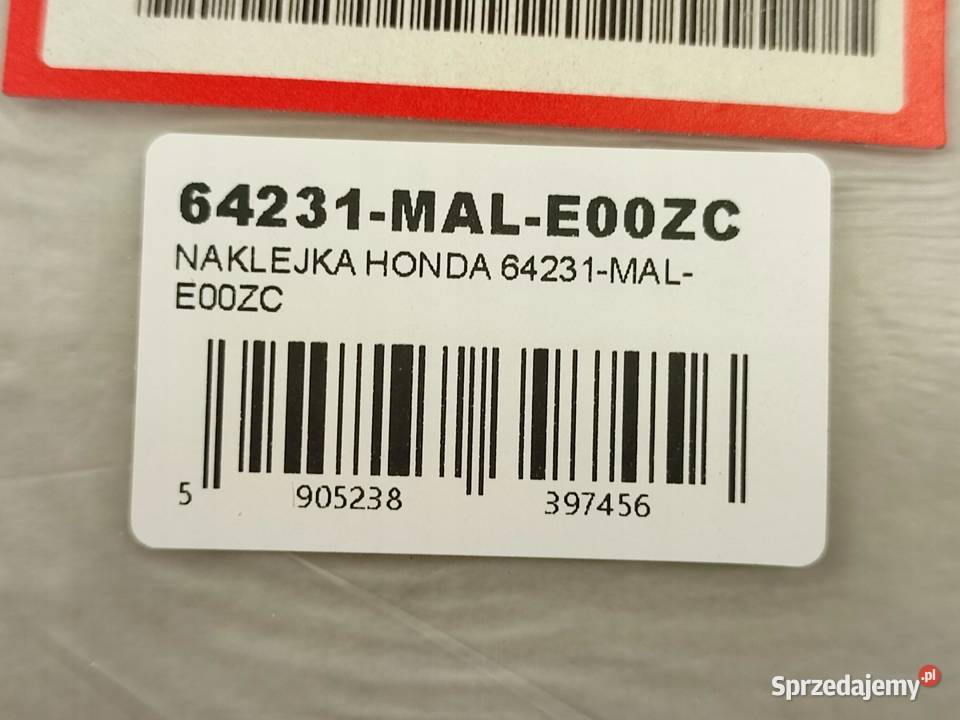 64231-MAL-E00ZC
NAKLEJKA HONDA 64231-MAL-
E00ZC
5 905238 397456
Sprzedajemy.pl